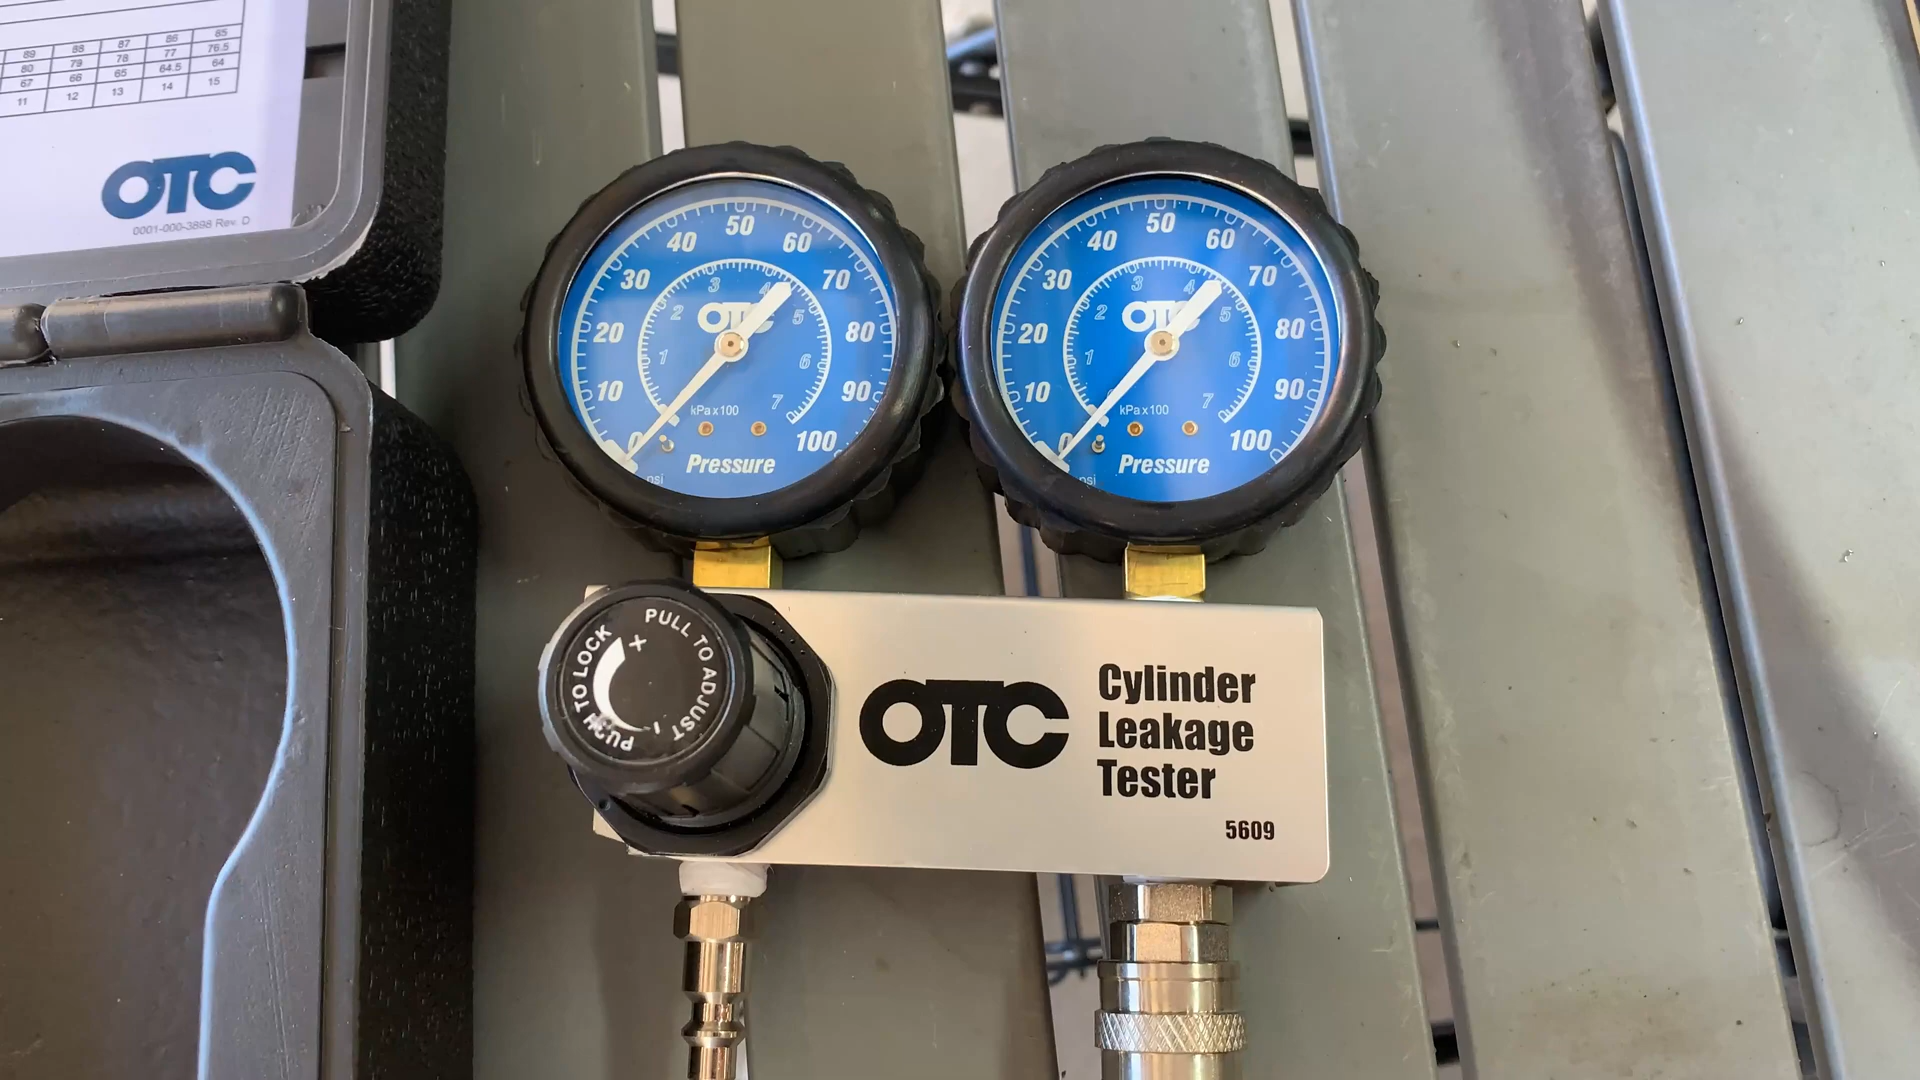 89 88 87 86 85
80 79 78 77 76.5
67 66 65 64.5 64
11 12 13 14 15
OTC
0001-000-3898 Rev. D
0 10 20 30 40 50 60 70 80 90 100
1 2 3 4 5 6 7
OTC
kPa x 100
Pressure
psi
0 10 20 30 40 50 60 70 80 90 100
1 2 3 4 5 6 7
OTC
kPa x 100
Pressure
psi
PULL TO ADJUST
PUSH TO LOCK
OTC
Cylinder
Leakage
Tester
5609